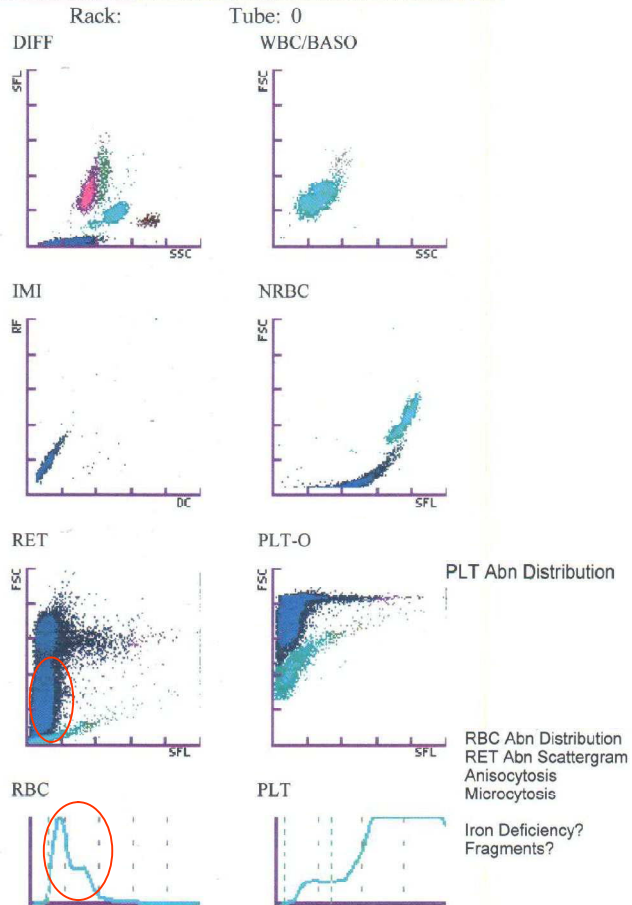 Rack: Tube: 0
DIFF WBC/BASO
SFL FSC
SSC SSC
IMI NRBC
RF FSC
DC SFL
RET PLT-O
FSC FSC
PLT Abn Distribution
SFL SFL
RBC Abn Distribution
RET Abn Scattergram
Anisocytosis
Microcytosis
RBC PLT
Iron Deficiency?
Fragments?